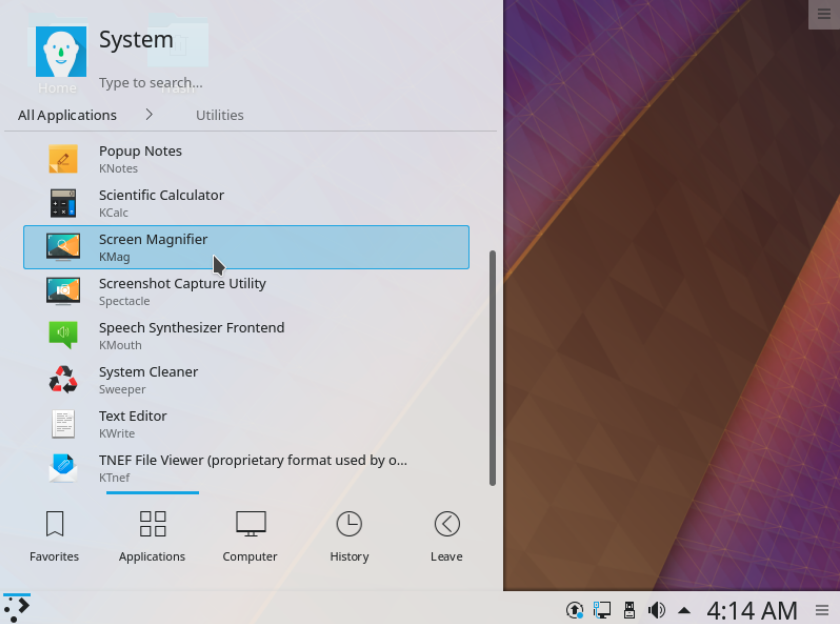 System
Home
Type to search...
All Applications
Utilities
Popup Notes
KNotes
Scientific Calculator
KCalc
Screen Magnifier
KMag
Screenshot Capture Utility
Spectacle
Speech Synthesizer Frontend
KMouth
System Cleaner
Sweeper
Text Editor
KWrite
TNEF File Viewer (proprietary format used by o...
KTnef
Favorites
Applications
Computer
History
Leave
4:14 AM